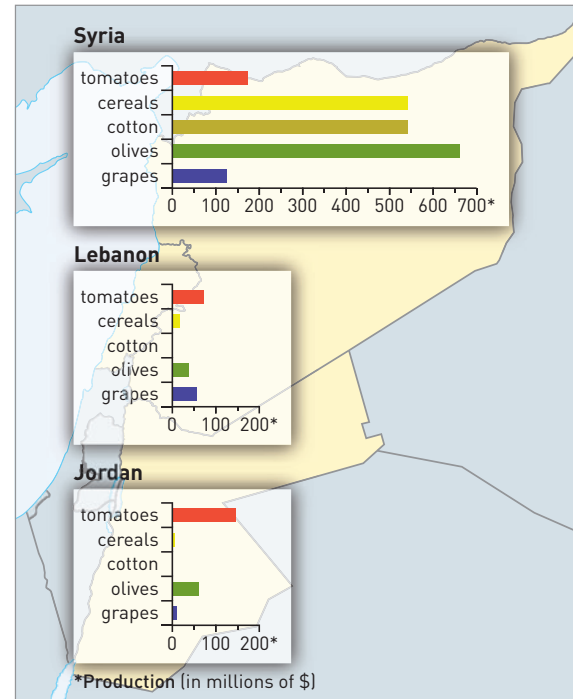 Syria
tomatoes
cereals
cotton
olives
grapes
0 100 200 300 400 500 600 700*
Lebanon
tomatoes
cereals
cotton
olives
grapes
0 100 200*
Jordan
tomatoes
cereals
cotton
olives
grapes
0 100 200*
*Production (in millions of $)